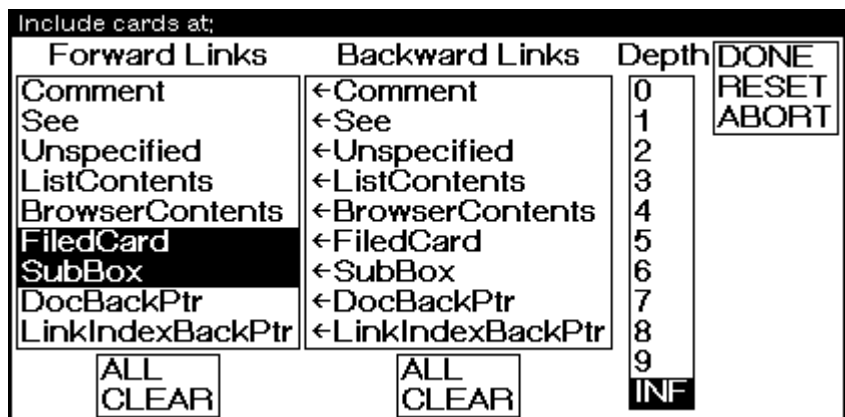 Include cards at;
Forward Links
Comment
See
Unspecified
ListContents
BrowserContents
FiledCard
SubBox
DocBackPtr
LinkIndexBackPtr
ALL
CLEAR
Backward Links
←Comment
←See
←Unspecified
←ListContents
←BrowserContents
←FiledCard
←SubBox
←DocBackPtr
←LinkIndexBackPtr
ALL
CLEAR
Depth
0
1
2
3
4
5
6
7
8
9
INF
DONE
RESET
ABORT